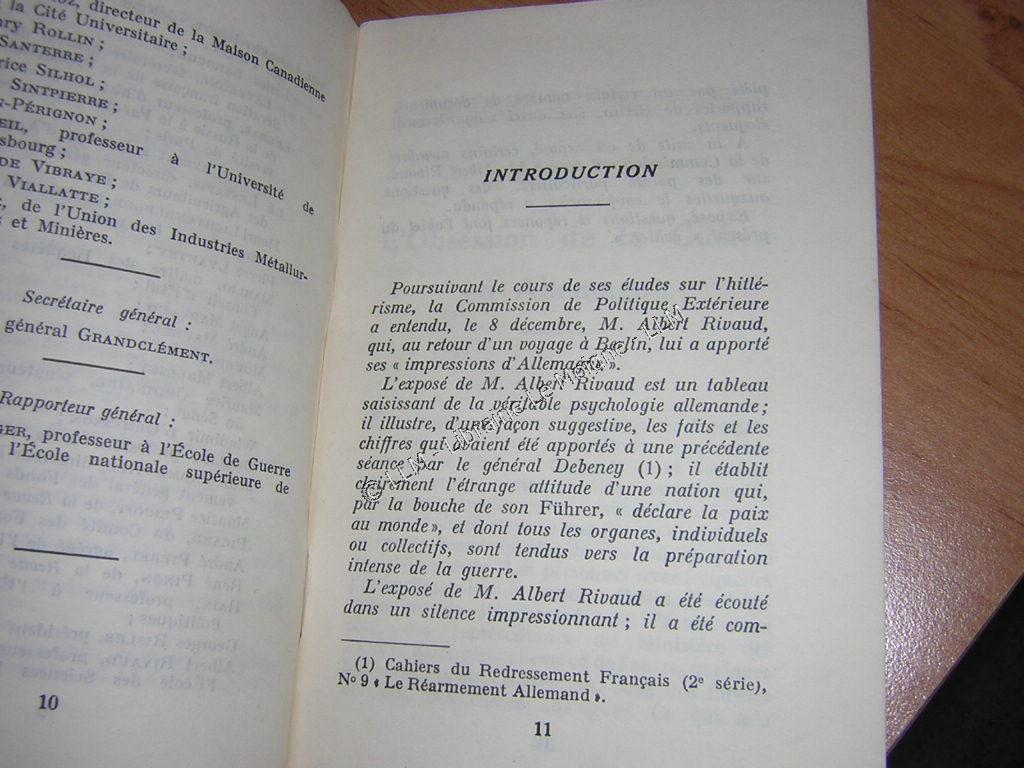 oz, directeur de la Maison Canadienne
la Cité Universitaire ;
ry ROLLIN ;
SANTERRE ;
rice SILHOL ;
SINTPIERRE ;
-PÉRIGNON ;
EIL, professeur à l'Université de
sbourg ;
DE VIBRAYE ;
VIALLATTE ;
, de l'Union des Industries Métallur-
s et Minières.
Secrétaire général :
général GRANDCLÉMENT.
Rapporteur général :
GER, professeur à l'École de Guerre
l'École nationale supérieure de
10
INTRODUCTION
Poursuivant le cours de ses études sur l'hitlé-
risme, la Commission de Politique Extérieure
a entendu, le 8 décembre, M. Albert Rivaud,
qui, au retour d'un voyage à Berlin, lui a apporté
ses « impressions d'Allemagne ».
L'exposé de M. Albert Rivaud est un tableau
saisissant de la véritable psychologie allemande ;
il illustre, d'une façon suggestive, les faits et les
chiffres qui avaient été apportés à une précédente
séance par le général Debeney (1) ; il établit
clairement l'étrange attitude d'une nation qui,
par la bouche de son Führer, « déclare la paix
au monde», et dont tous les organes, individuels
ou collectifs, sont tendus vers la préparation
intense de la guerre.
L'exposé de M. Albert Rivaud a été écouté
dans un silence impressionnant ; il a été com-
(1) Cahiers du Redressement Français (2e série),
No 9 « Le Réarmement Allemand ».
11
© LLM - Librairie Le Moigne - LLM